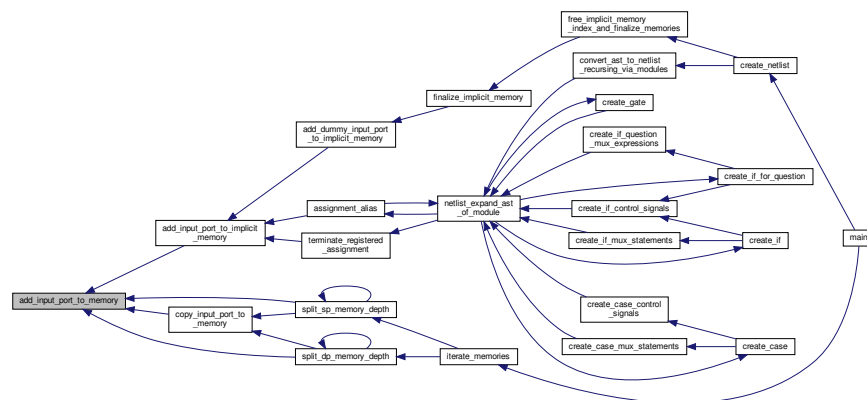 free_implicit_memory
_index_and_finalize_memories
convert_ast_to_netlist
_recursing_via_modules
create_netlist
finalize_implicit_memory
create_gate
add_dummy_input_port
_to_implicit_memory
create_if_question
_mux_expressions
create_if_for_question
netlist_expand_ast
_of_module
assignment_alias
create_if_control_signals
add_input_port_to_implicit
_memory
terminate_registered
_assignment
create_if_mux_statements
create_if
main
add_input_port_to_memory
copy_input_port_to
_memory
split_sp_memory_depth
create_case_control
_signals
split_dp_memory_depth
iterate_memories
create_case_mux_statements
create_case